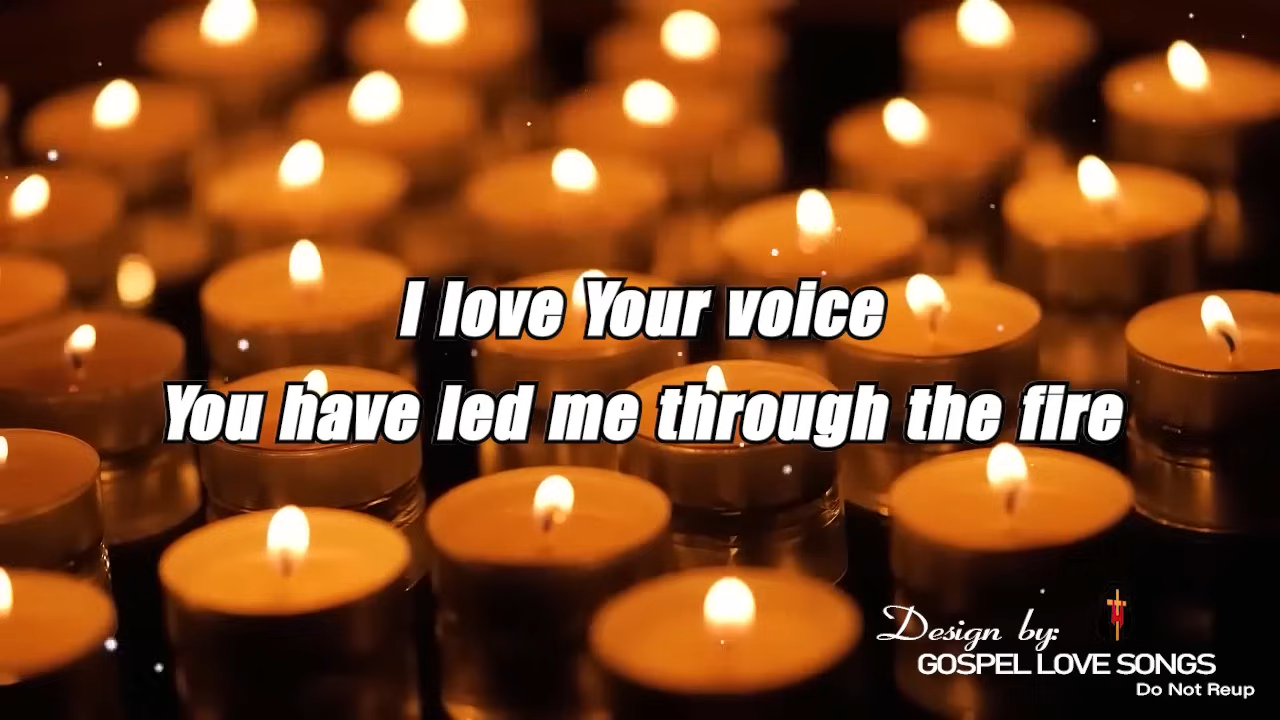 I love Your voice
You have led me through the fire
Design by:
GOSPEL LOVE SONGS
Do Not Reup